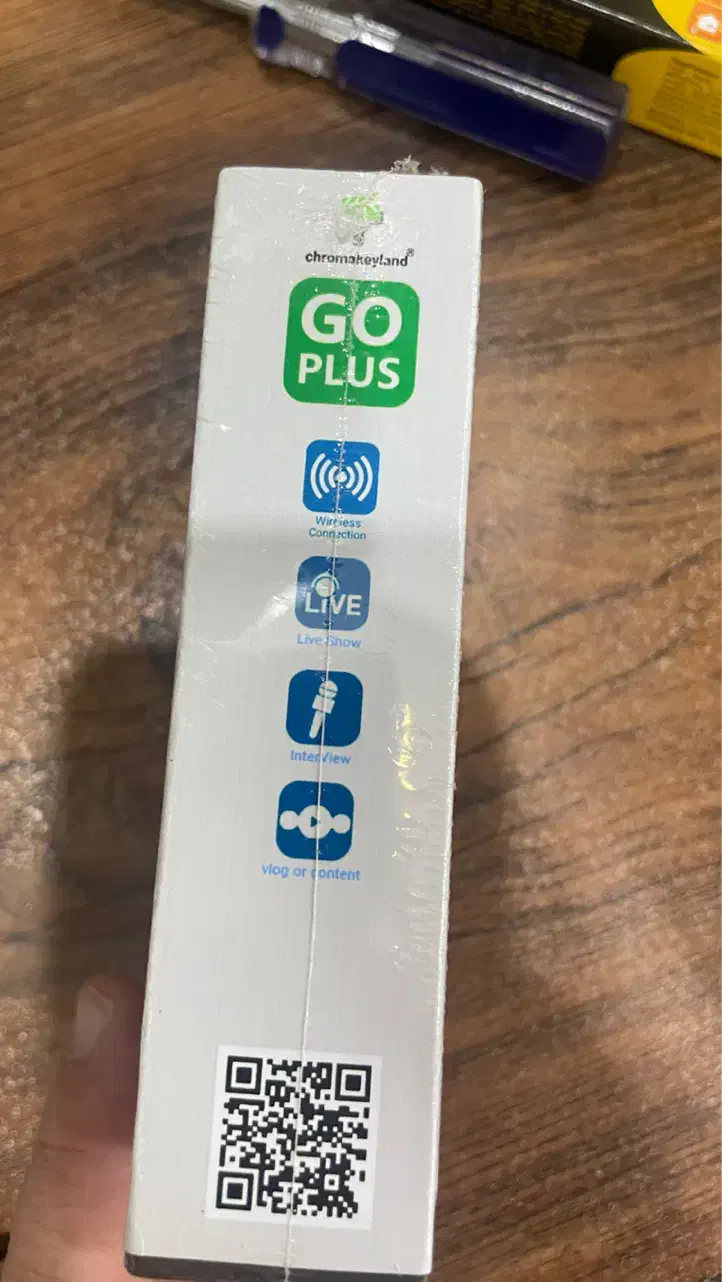 chromakeyland®
GO
PLUS
Wireless
Connection
LIVE
Live Show
InterView
vlog or content